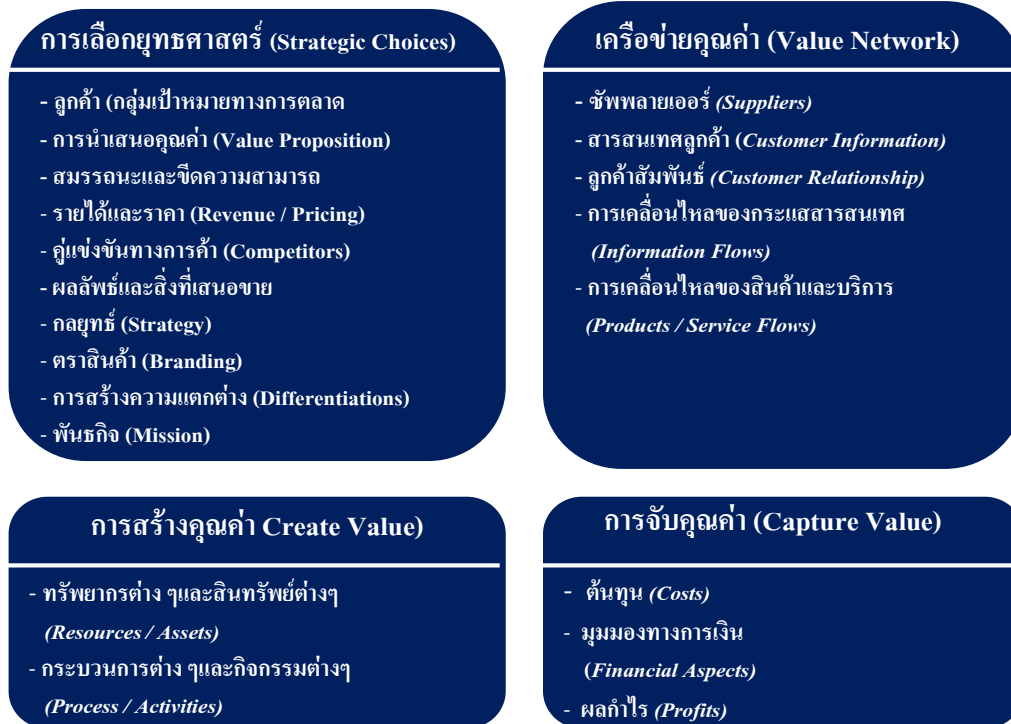 การเลือกยุทธศาสตร์ (Strategic Choices)
- ลูกค้า (กลุ่มเป้าหมายทางการตลาด
- การนำเสนอคุณค่า (Value Proposition)
- สมรรถนะและขีดความสามารถ
- รายได้และราคา (Revenue / Pricing)
- คู่แข่งขันทางการค้า (Competitors)
- ผลลัพธ์และสิ่งที่เสนอขาย
- กลยุทธ์ (Strategy)
- ตราสินค้า (Branding)
- การสร้างความแตกต่าง (Differentiations)
- พันธกิจ (Mission)
เครือข่ายคุณค่า (Value Network)
- ซัพพลายเออร์ (Suppliers)
- สารสนเทศลูกค้า (Customer Information)
- ลูกค้าสัมพันธ์ (Customer Relationship)
- การเคลื่อนไหลของกระแสสารสนเทศ
(Information Flows)
- การเคลื่อนไหลของสินค้าและบริการ
(Products / Service Flows)
การสร้างคุณค่า Create Value)
- ทรัพยากรต่าง ๆและสินทรัพย์ต่างๆ
(Resources / Assets)
- กระบวนการต่าง ๆและกิจกรรมต่างๆ
(Process / Activities)
การจับคุณค่า (Capture Value)
- ต้นทุน (Costs)
- มุมมองทางการเงิน
(Financial Aspects)
- ผลกำไร (Profits)